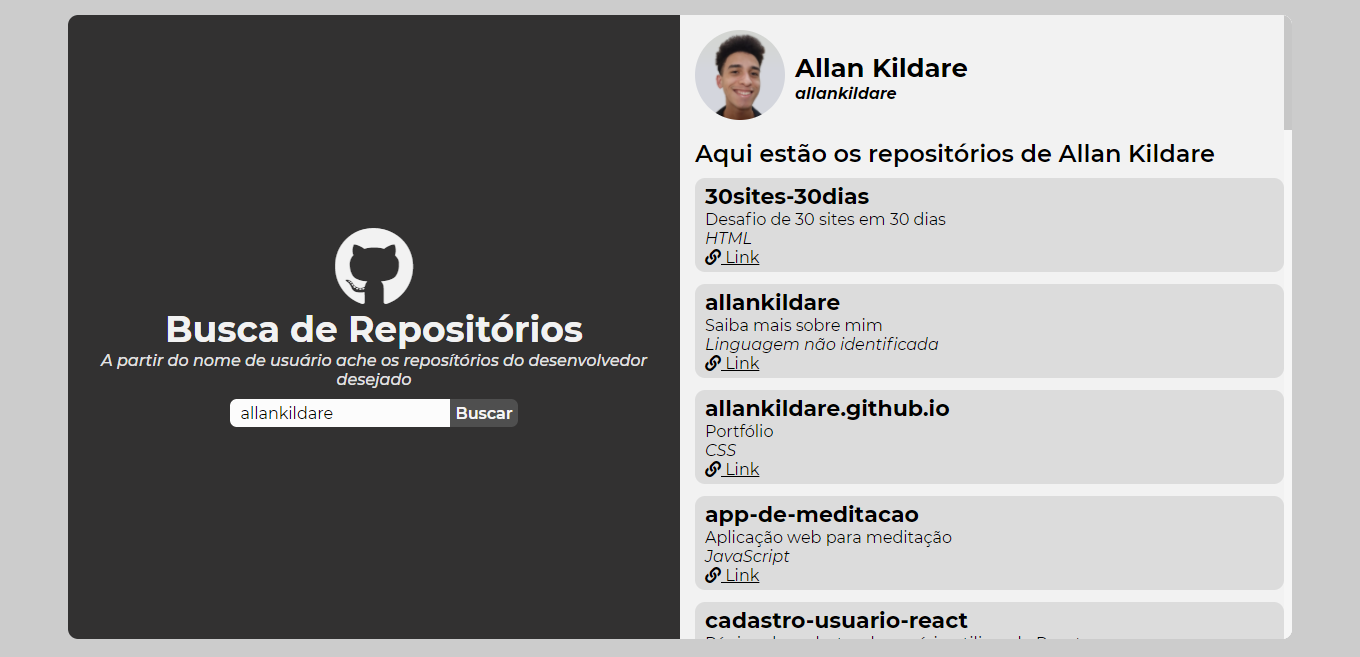 Busca de Repositórios
A partir do nome de usuário ache os reposítórios do desenvolvedor
desejado
allankildare Buscar
Allan Kildare
allankildare
Aqui estão os repositórios de Allan Kildare
30sites-30dias
Desafio de 30 sites em 30 dias
HTML
Link
allankildare
Saiba mais sobre mim
Linguagem não identificada
Link
allankildare.github.io
Portfólio
CSS
Link
app-de-meditacao
Aplicação web para meditação
JavaScript
Link
cadastro-usuario-react